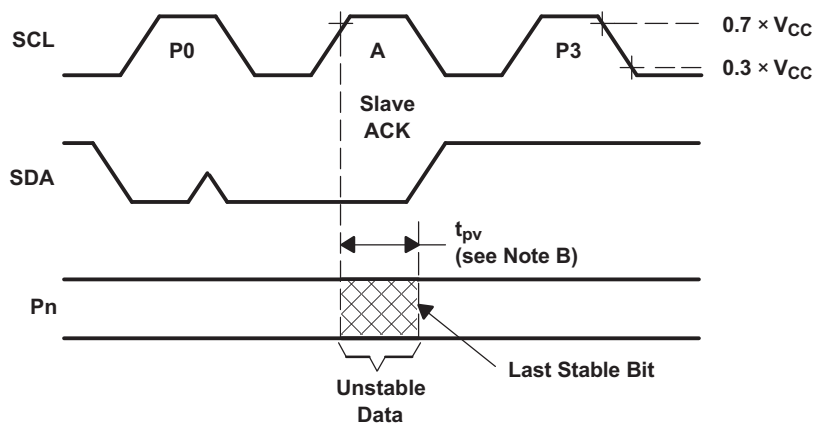 SCL
P0
A
P3
0.7 × VCC
0.3 × VCC
Slave
ACK
SDA
tpv
(see Note B)
Pn
Last Stable Bit
Unstable
Data